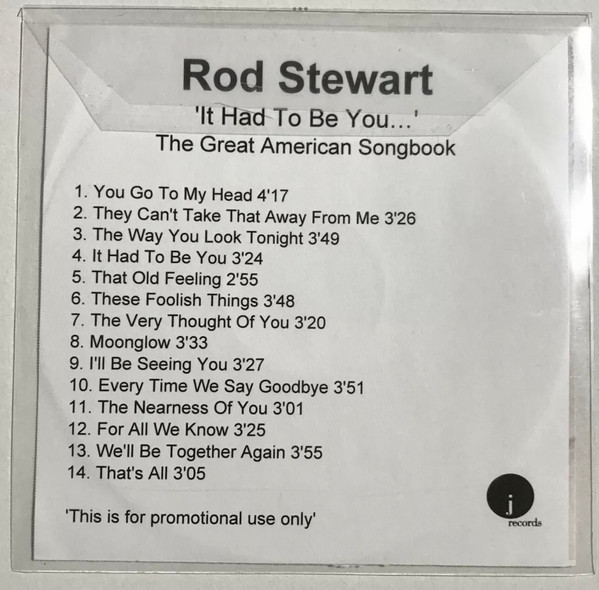 Rod Stewart
'It Had To Be You...'
The Great American Songbook
1. You Go To My Head 4'17
2. They Can't Take That Away From Me 3'26
3. The Way You Look Tonight 3'49
4. It Had To Be You 3'24
5. That Old Feeling 2'55
6. These Foolish Things 3'48
7. The Very Thought Of You 3'20
8. Moonglow 3'33
9. I'll Be Seeing You 3'27
10. Every Time We Say Goodbye 3'51
11. The Nearness Of You 3'01
12. For All We Know 3'25
13. We'll Be Together Again 3'55
14. That's All 3'05
'This is for promotional use only'
j
records